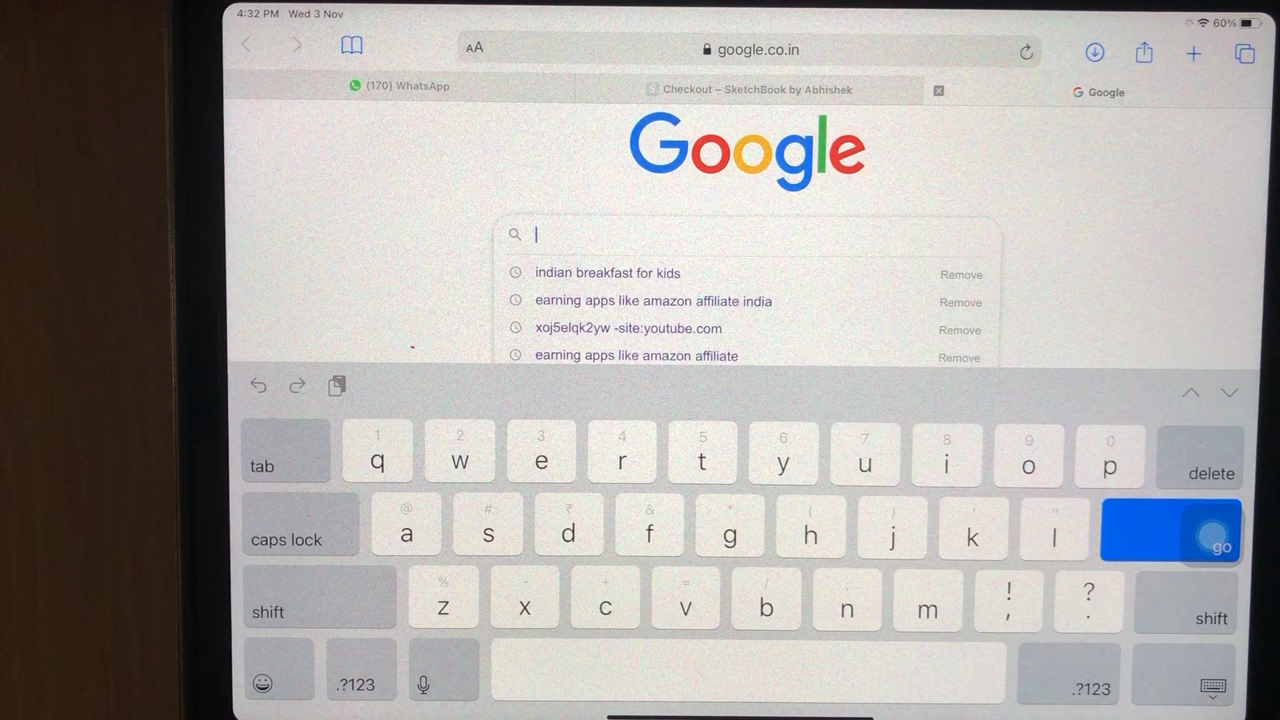 4:32 PM Wed 3 Nov
60%
AA google.co.in
(170) WhatsApp
S Checkout – SketchBook by Abhishek
G Google
Google
indian breakfast for kids Remove
earning apps like amazon affiliate india Remove
xoj5elqk2yw -site:youtube.com Remove
earning apps like amazon affiliate Remove
1 2 3 4 5 6 7 8 9 0
tab q w e r t y u i o p delete
@ # ₹ & * ( ) ' "
caps lock a s d f g h j k l go
% - + = / ; : ! ?
shift z x c v b n m , . shift
.?123 .?123